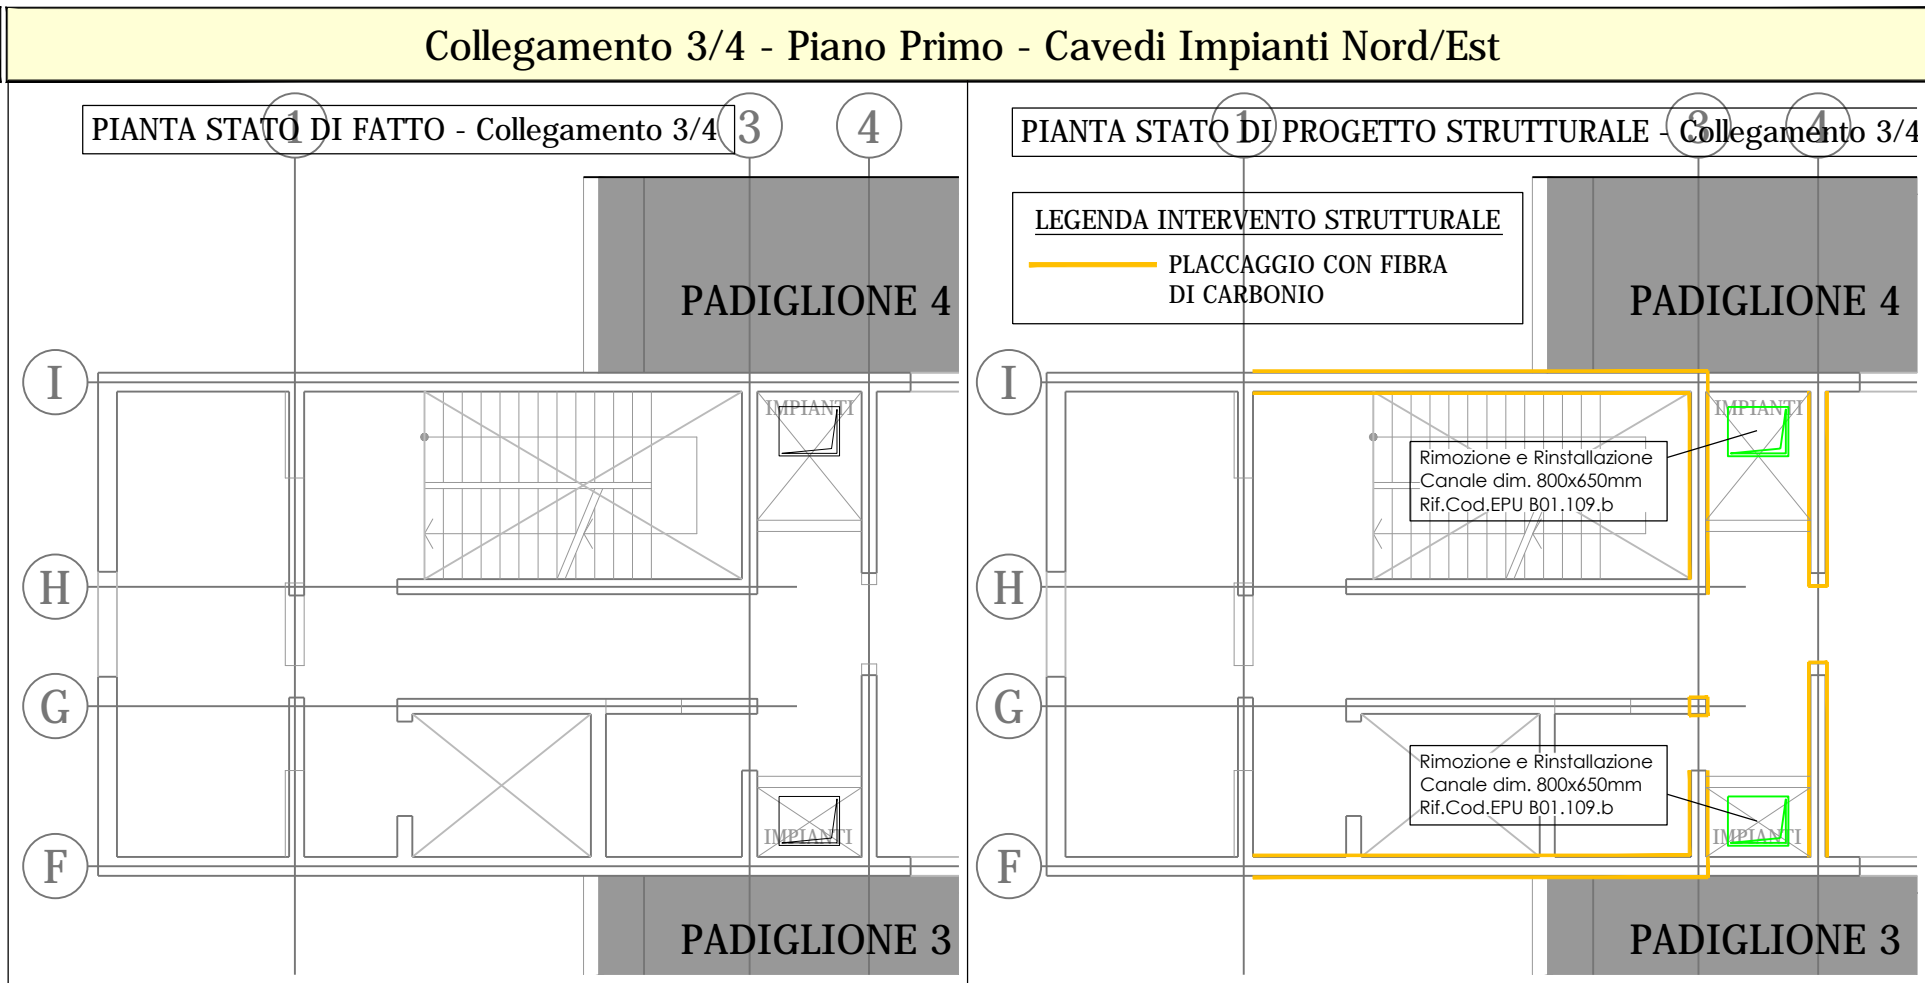 Collegamento 3/4 - Piano Primo - Cavedi Impianti Nord/Est
PIANTA STATO DI FATTO - Collegamento 3/4
1
3
4
PADIGLIONE 4
I
IMPIANTI
H
G
IMPIANTI
F
PADIGLIONE 3
PIANTA STATO DI PROGETTO STRUTTURALE - Collegamento 3/4
1
3
4
LEGENDA INTERVENTO STRUTTURALE
PLACCAGGIO CON FIBRA
DI CARBONIO
PADIGLIONE 4
I
IMPIANTI
Rimozione e Rinstallazione
Canale dim. 800x650mm
Rif.Cod.EPU B01.109.b
H
G
Rimozione e Rinstallazione
Canale dim. 800x650mm
Rif.Cod.EPU B01.109.b
IMPIANTI
F
PADIGLIONE 3